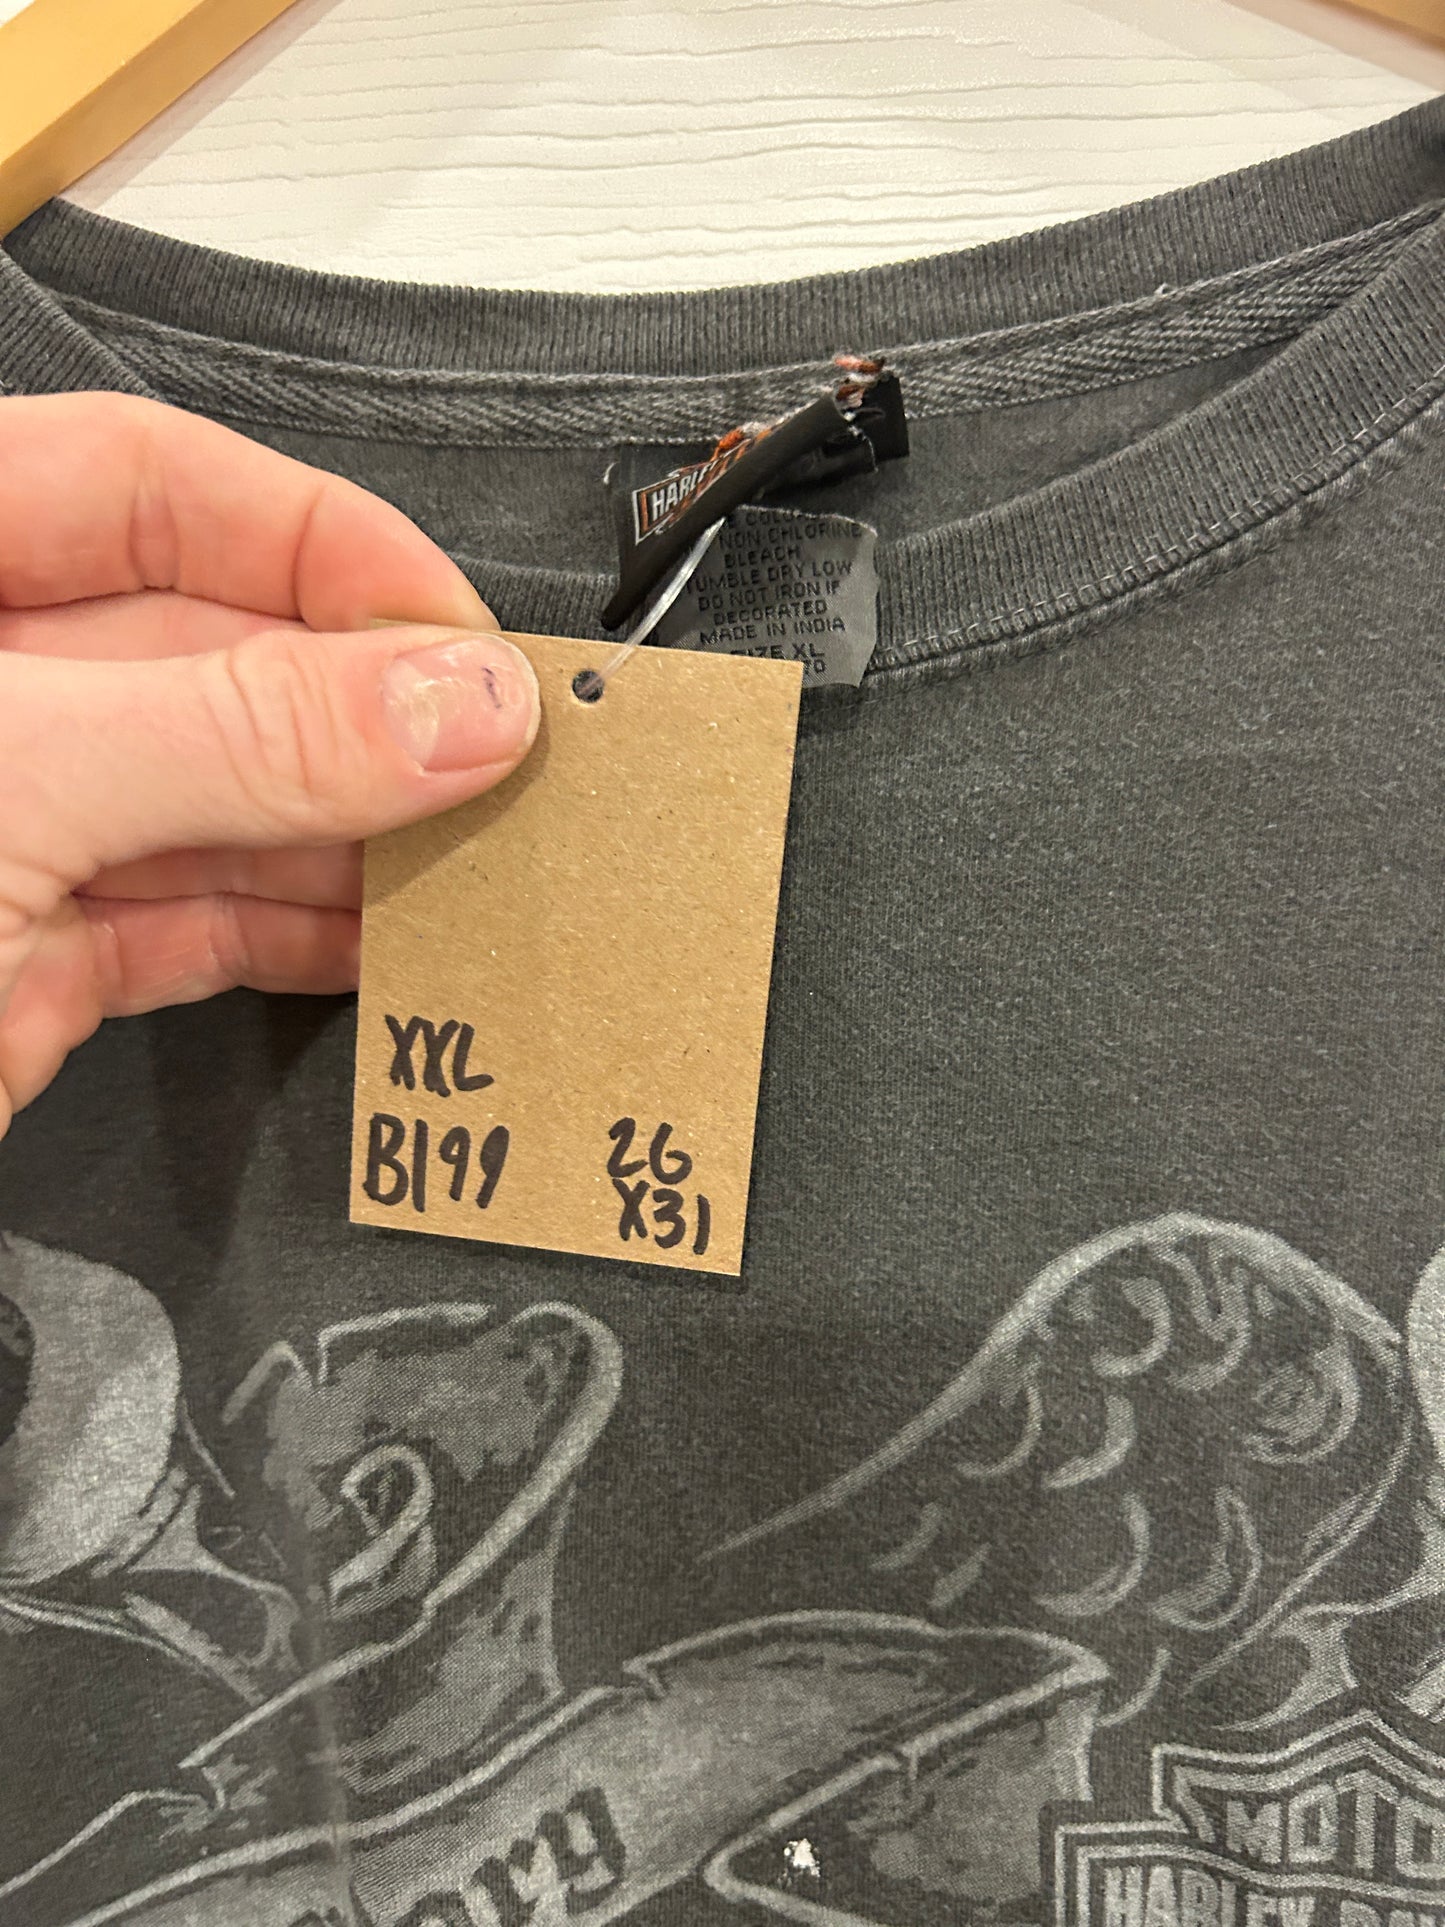 NON-CHLORINE
BLEACH
TUMBLE DRY LOW
DO NOT IRON IF
DECORATED
MADE IN INDIA
SIZE XL
XXL
B199
26
X31
MOTO
HARLEY-DA